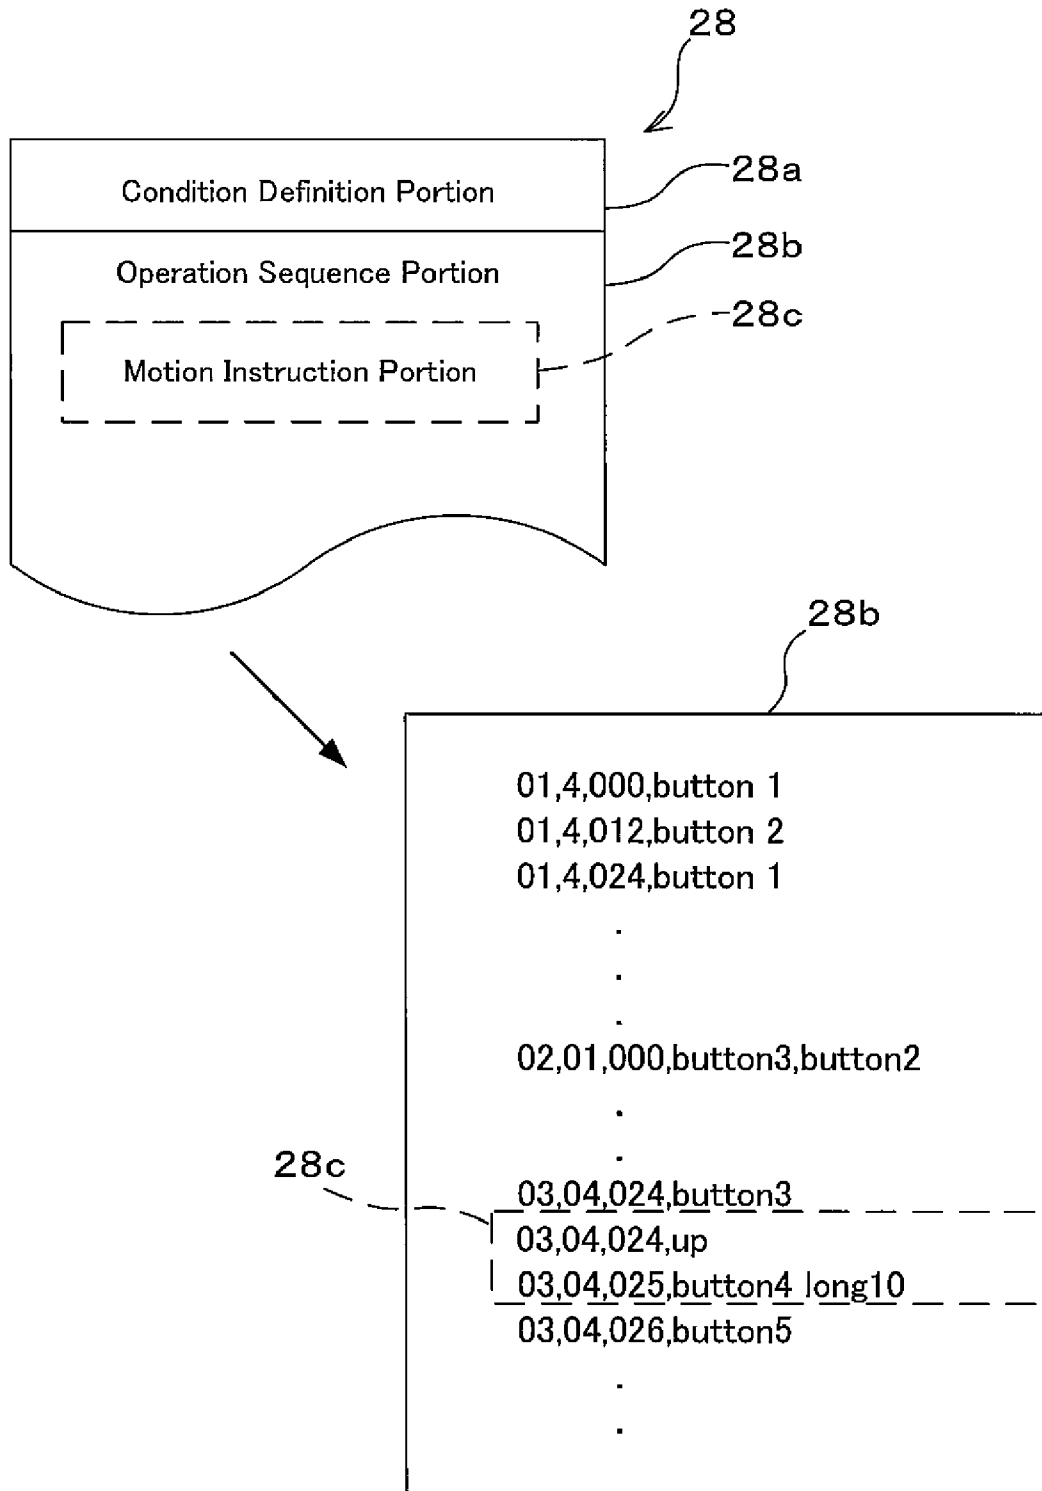 28
Condition Definition Portion
28a
Operation Sequence Portion
28b
Motion Instruction Portion
28c
28b
01,4,000,button 1
01,4,012,button 2
01,4,024,button 1
.
.
.
02,01,000,button3,button2
.
.
28c
03,04,024,button3
03,04,024,up
03,04,025,button4 long10
03,04,026,button5
.
.